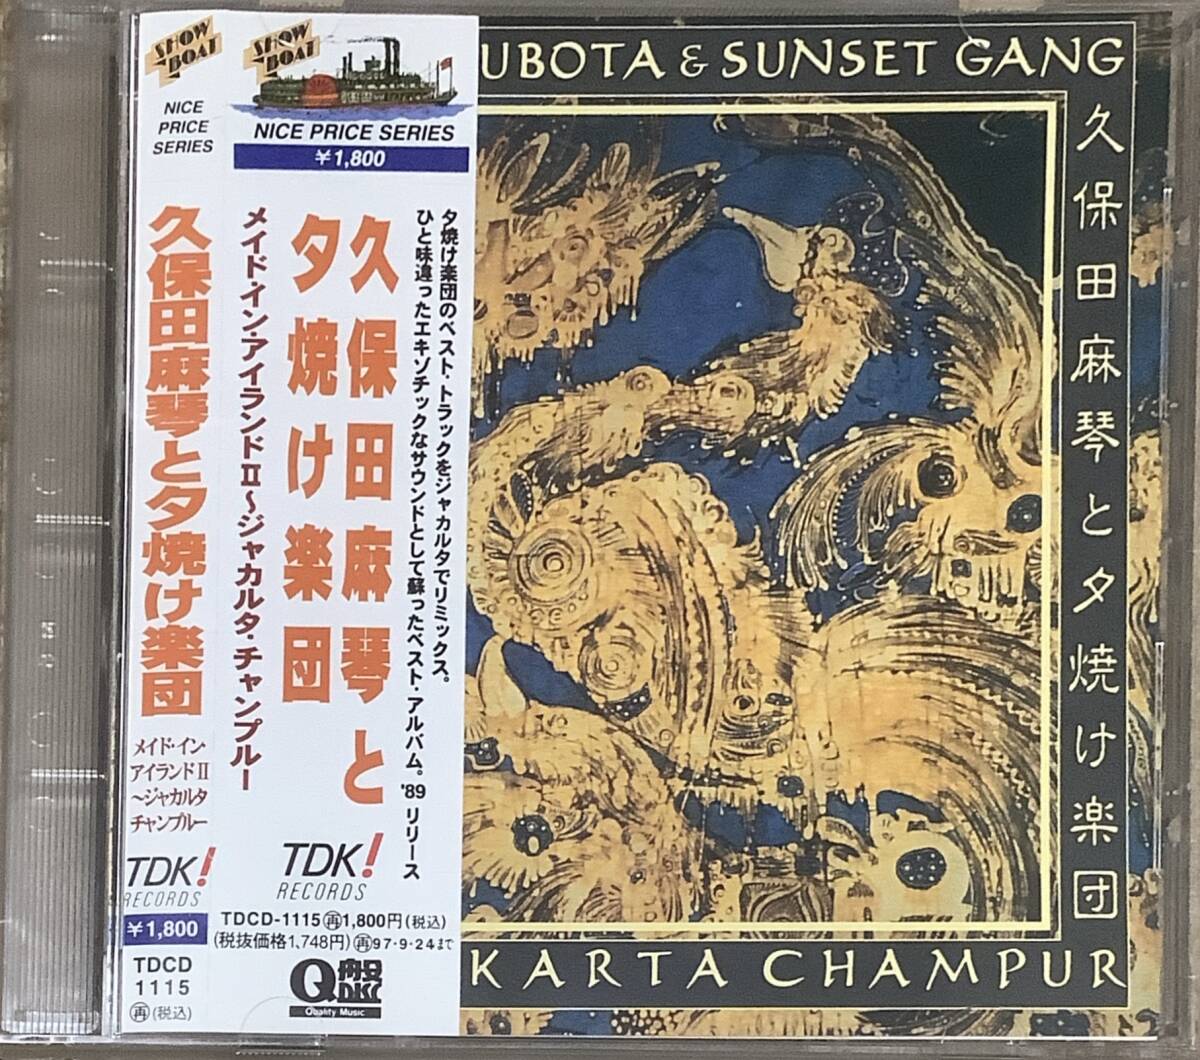 SHOW
BOAT
NICE
PRICE
SERIES
久保田麻琴と夕焼け楽団
メイド・イン・
アイランドⅡ
〜ジャカルタ
チャンプルー
TDK!
RECORDS
¥1,800
TDCD
1115
再(税込)
SHOW
BOAT
NICE PRICE SERIES
¥1,800
夕焼け楽団のベスト・トラックをジャカルタでリミックス。
ひと味違ったエキゾチックなサウンドとして蘇ったベスト・アルバム。'89 リリース
久保田麻琴と
夕焼け楽団
メイド・イン・アイランドⅡ〜ジャカルタ・チャンプルー
TDK!
RECORDS
TDCD-1115 再1,800円(税込)
(税抜価格1,748円) 再97・9・24まで
Q盤
DISC
Quality Music
UBOTA & SUNSET GANG
久保田麻琴と夕焼け楽団
KARTA CHAMPUR